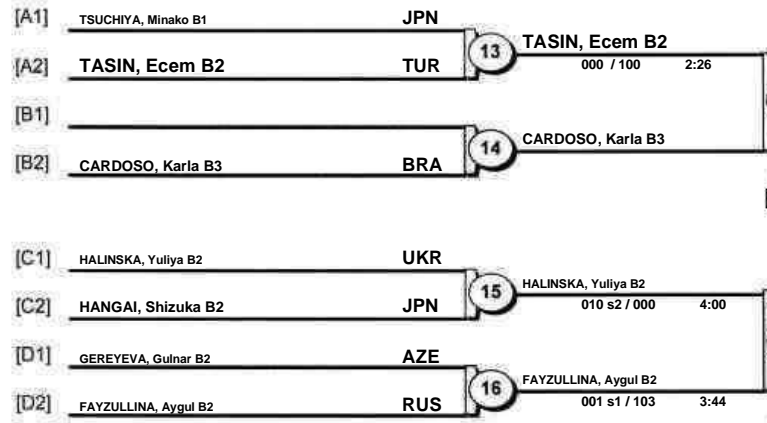 [A1] TSUCHIYA, Minako B1 JPN
13 TASIN, Ecem B2
[A2] TASIN, Ecem B2 TUR 000 / 100 2:26
[B1]
14 CARDOSO, Karla B3
[B2] CARDOSO, Karla B3 BRA
[C1] HALINSKA, Yuliya B2 UKR
15 HALINSKA, Yuliya B2
[C2] HANGAI, Shizuka B2 JPN 010 s2 / 000 4:00
[D1] GEREYEVA, Gulnar B2 AZE
16 FAYZULLINA, Aygul B2
[D2] FAYZULLINA, Aygul B2 RUS 001 s1 / 103 3:44